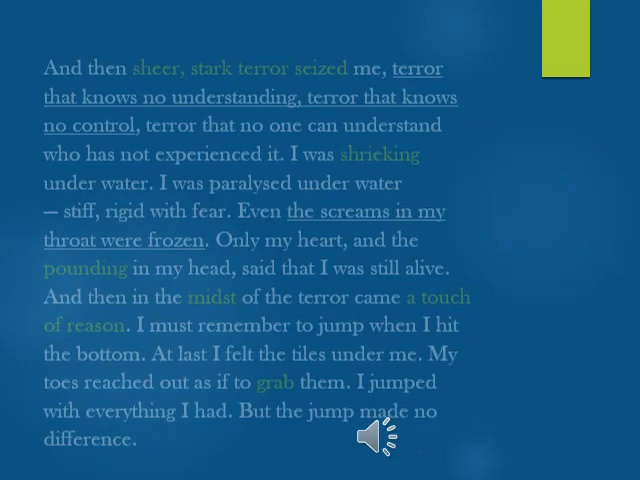 And then sheer, stark terror seized me, terror
that knows no understanding, terror that knows
no control, terror that no one can understand
who has not experienced it. I was shrieking
under water. I was paralysed under water
— stiff, rigid with fear. Even the screams in my
throat were frozen. Only my heart, and the
pounding in my head, said that I was still alive.
And then in the midst of the terror came a touch
of reason. I must remember to jump when I hit
the bottom. At last I felt the tiles under me. My
toes reached out as if to grab them. I jumped
with everything I had. But the jump made no
difference.